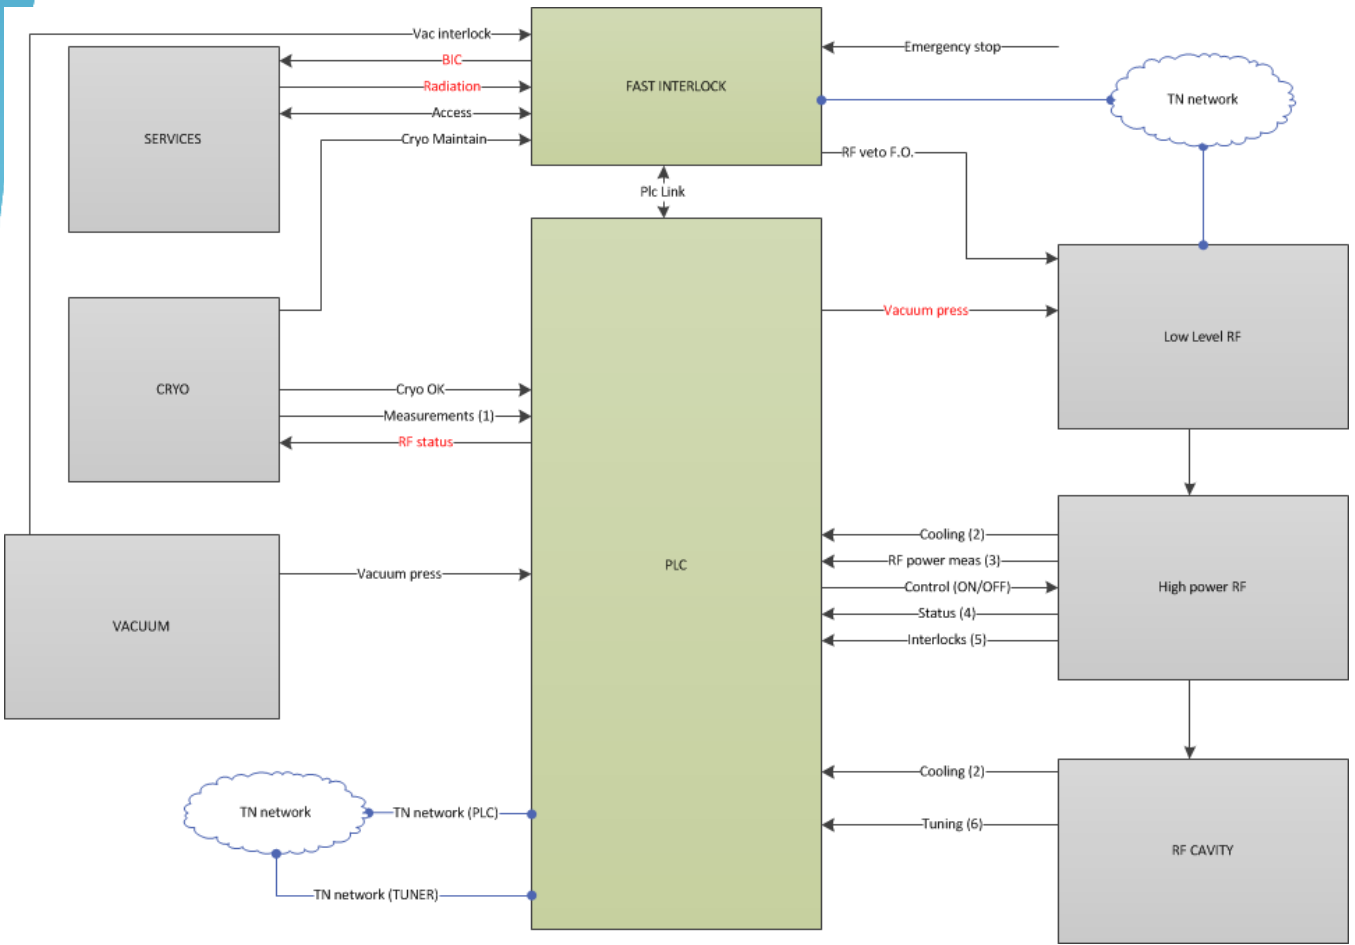 Vac interlock
BIC
Radiation
Access
Cryo Maintain
SERVICES
FAST INTERLOCK
Emergency stop
TN network
RF veto F.O.
Plc Link
CRYO
Cryo OK
Measurements (1)
RF status
Vacuum press
Low Level RF
VACUUM
Vacuum press
PLC
Cooling (2)
RF power meas (3)
Control (ON/OFF)
Status (4)
Interlocks (5)
High power RF
TN network
TN network (PLC)
TN network (TUNER)
Cooling (2)
Tuning (6)
RF CAVITY